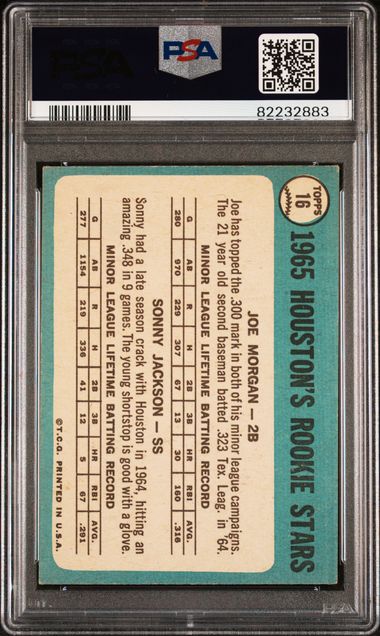 PSA
PSA
82232883
TOPPS
16
1965 HOUSTON'S ROOKIE STARS
JOE MORGAN — 2B
Joe has topped the .300 mark in both of his minor league campaigns.
The 21 year old second baseman batted .323 Tex. Leag. in '64.
MINOR LEAGUE LIFETIME BATTING RECORD
G AB R H 2B 3B HR RBI AVG.
280 970 229 307 67 13 30 160 .316
SONNY JACKSON — SS
Sonny had a late season crack with Houston in 1964, hitting an
amazing .348 in 9 games. The young shortstop is good with a glove.
MINOR LEAGUE LIFETIME BATTING RECORD
G AB R H 2B 3B HR RBI AVG.
277 1154 219 336 41 12 5 67 .291
©T.C.G. PRINTED IN U.S.A.